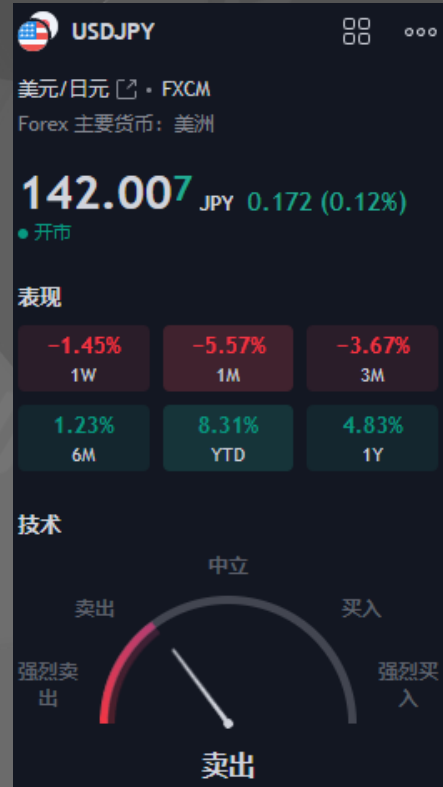 USDJPY
美元/日元 • FXCM
Forex 主要货币：美洲
142.007 JPY 0.172 (0.12%)
开市
表现
−1.45% −5.57% −3.67%
1W 1M 3M
1.23% 8.31% 4.83%
6M YTD 1Y
技术
中立
卖出 买入
强烈卖出 强烈买入
卖出